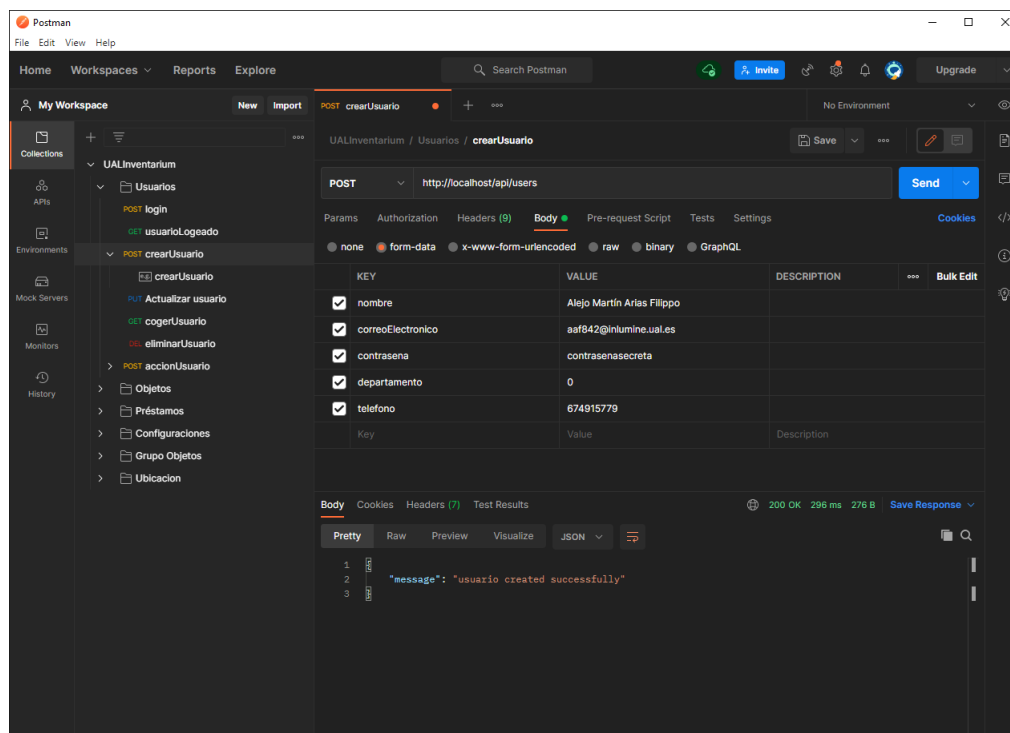 Postman
File Edit View Help
Home Workspaces Reports Explore Search Postman Invite Upgrade
My Workspace New Import POST crearUsuario No Environment
Collections
APIs
Environments
Mock Servers
Monitors
History
UALInventarium
Usuarios
POST login
GET usuarioLogeado
POST crearUsuario
e.g. crearUsuario
PUT Actualizar usuario
GET cogerUsuario
DEL eliminarUsuario
POST accionUsuario
Objetos
Préstamos
Configuraciones
Grupo Objetos
Ubicacion
UALInventarium / Usuarios / crearUsuario Save
POST http://localhost/api/users Send
Params Authorization Headers (9) Body Pre-request Script Tests Settings Cookies
none form-data x-www-form-urlencoded raw binary GraphQL
KEY VALUE DESCRIPTION Bulk Edit
nombre Alejo Martín Arias Filippo
correoElectronico aaf842@inlumine.ual.es
contrasena contrasenasecreta
departamento 0
telefono 674915779
Key Value Description
Body Cookies Headers (7) Test Results 200 OK 296 ms 276 B Save Response
Pretty Raw Preview Visualize JSON
1 {
2 "message": "usuario created successfully"
3 }